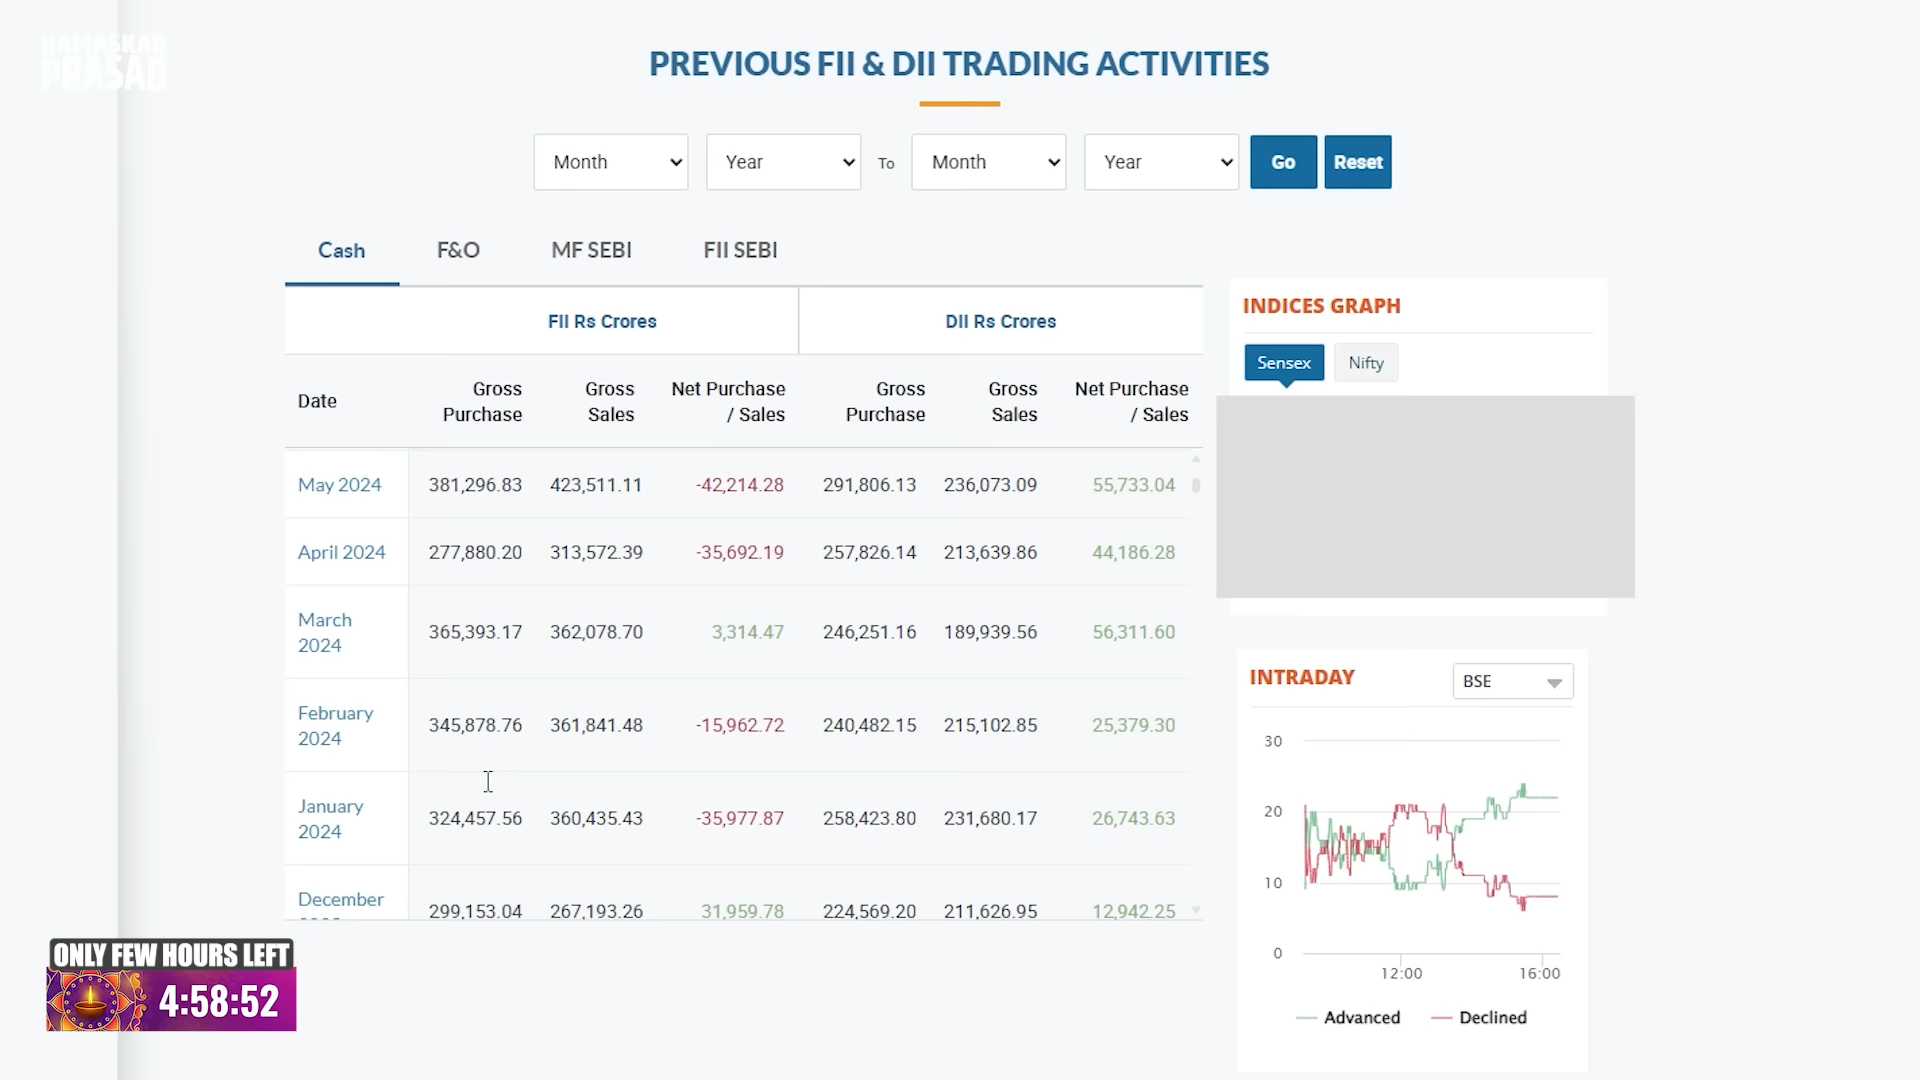 NAMASKAR
PRASAD
PREVIOUS FII & DII TRADING ACTIVITIES
Month Year To Month Year Go Reset
Cash F&O MF SEBI FII SEBI
FII Rs Crores DII Rs Crores
Date Gross Purchase Gross Sales Net Purchase / Sales Gross Purchase Gross Sales Net Purchase / Sales
May 2024 381,296.83 423,511.11 -42,214.28 291,806.13 236,073.09 55,733.04
April 2024 277,880.20 313,572.39 -35,692.19 257,826.14 213,639.86 44,186.28
March 2024 365,393.17 362,078.70 3,314.47 246,251.16 189,939.56 56,311.60
February 2024 345,878.76 361,841.48 -15,962.72 240,482.15 215,102.85 25,379.30
January 2024 324,457.56 360,435.43 -35,977.87 258,423.80 231,680.17 26,743.63
December 299,153.04 267,193.26 31,959.78 224,569.20 211,626.95 12,942.25
INDICES GRAPH
Sensex Nifty
INTRADAY BSE
30
20
10
0
12:00 16:00
Advanced Declined
ONLY FEW HOURS LEFT
4:58:52